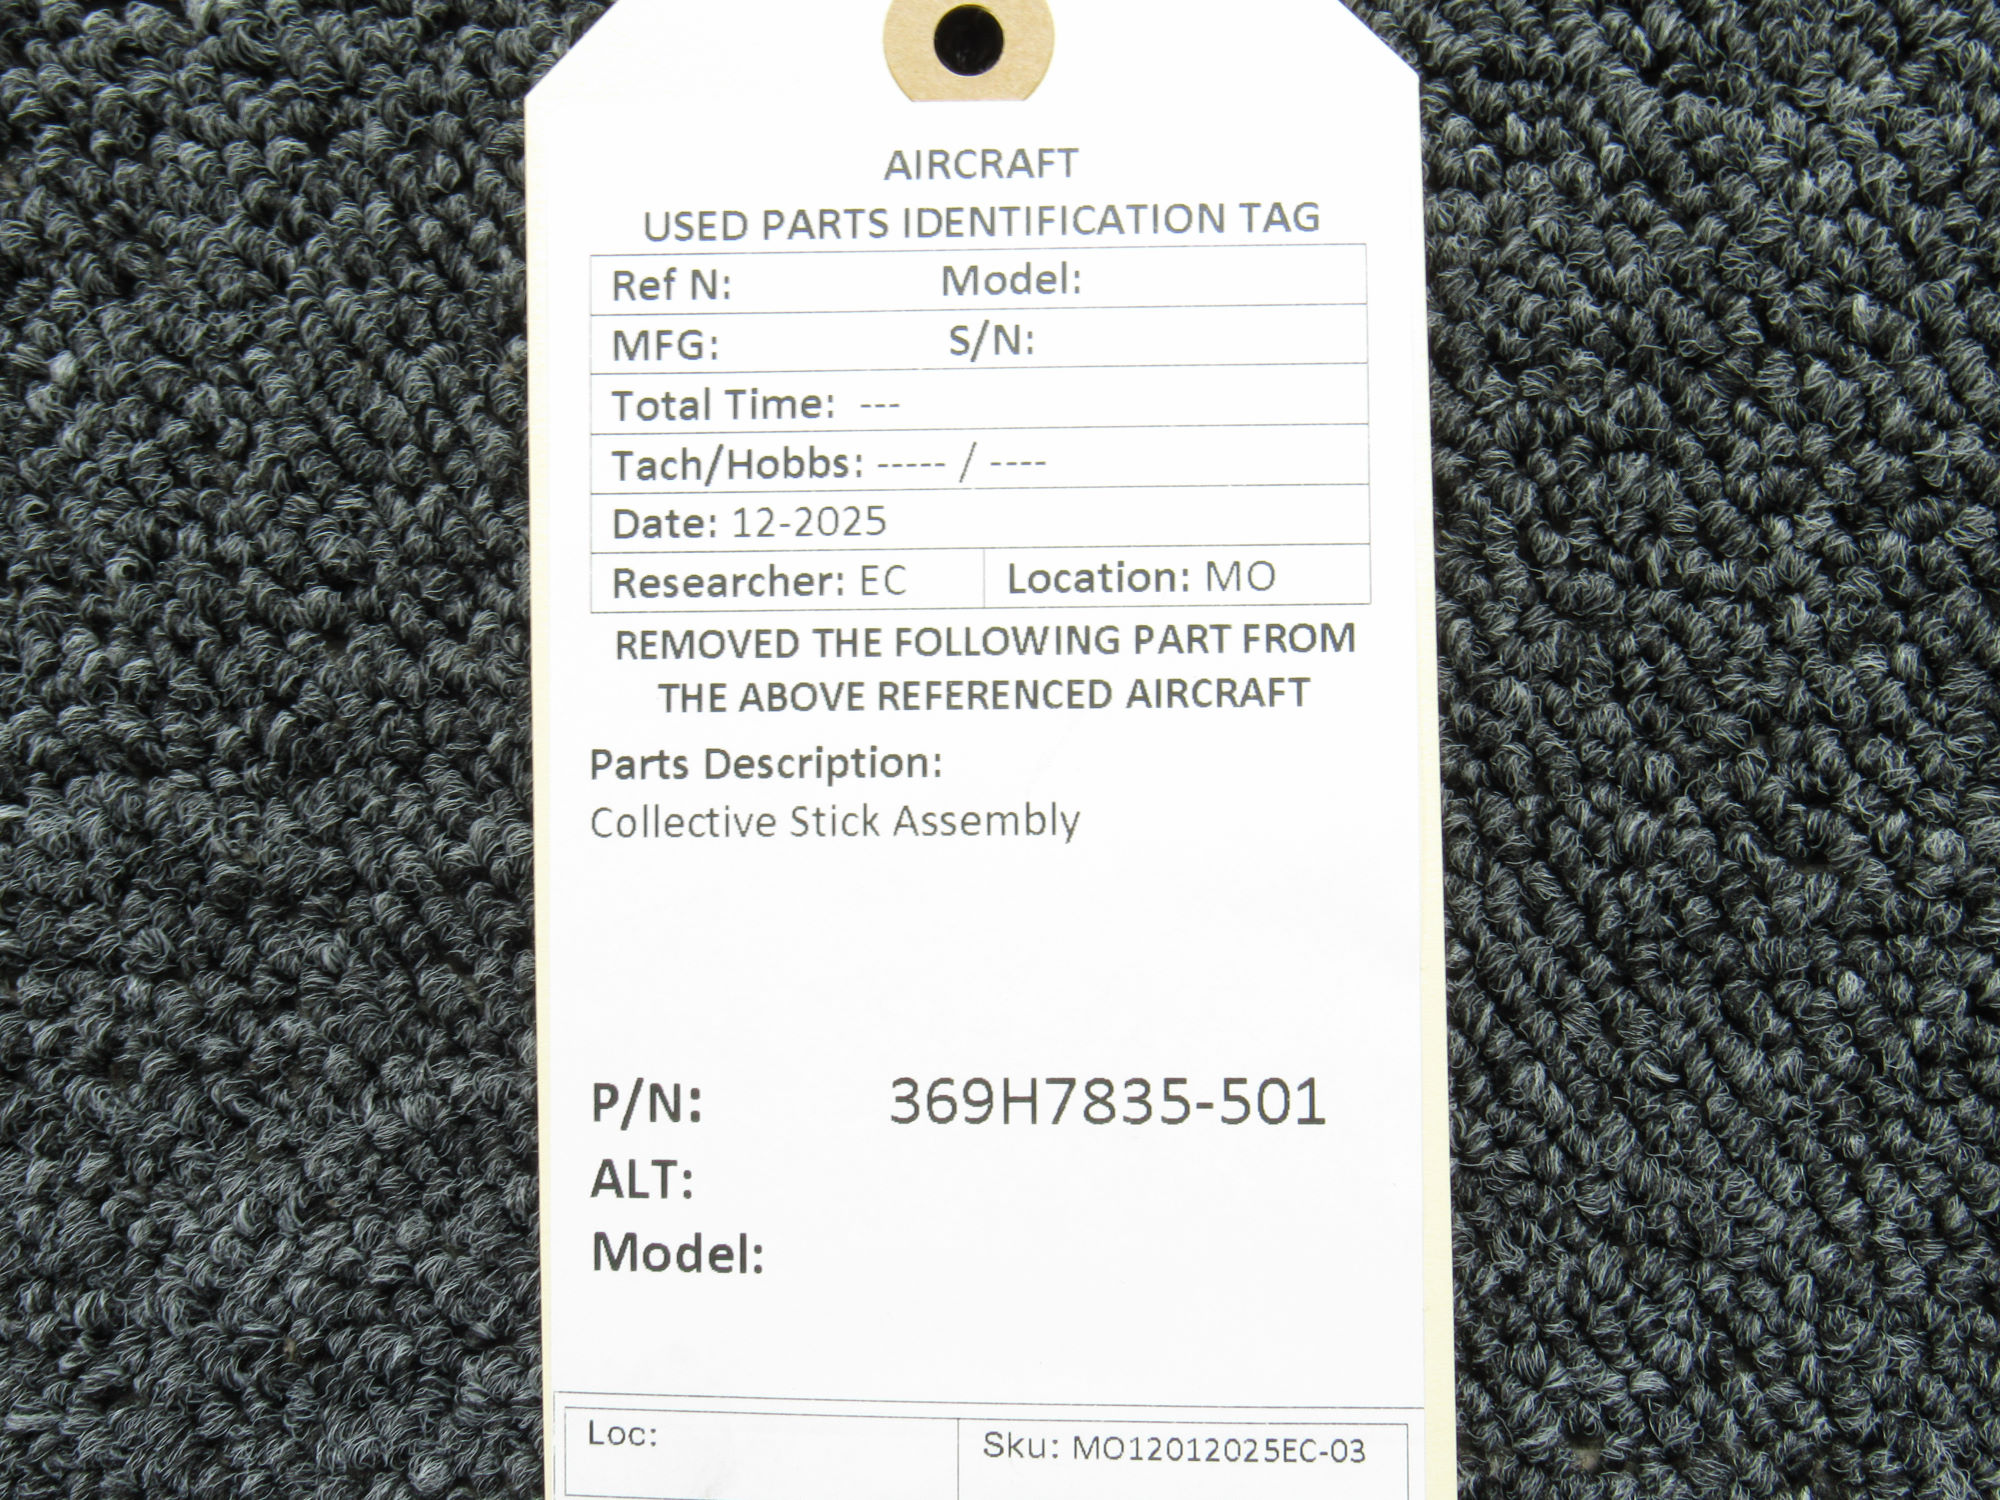 AIRCRAFT
USED PARTS IDENTIFICATION TAG
Ref N: Model:
MFG: S/N:
Total Time: ---
Tach/Hobbs: ----- / ----
Date: 12-2025
Researcher: EC Location: MO
REMOVED THE FOLLOWING PART FROM
THE ABOVE REFERENCED AIRCRAFT
Parts Description:
Collective Stick Assembly
P/N: 369H7835-501
ALT:
Model:
Loc: Sku: MO12012025EC-03